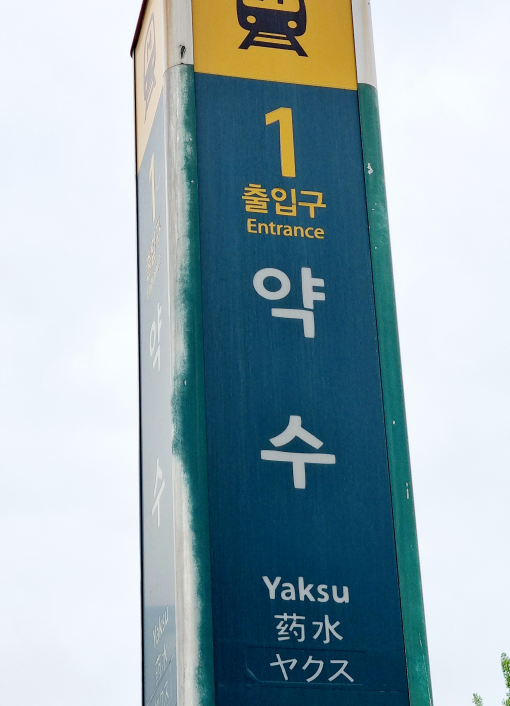 1
출입구
Entrance
약
수
Yaksu
药水
ヤクス